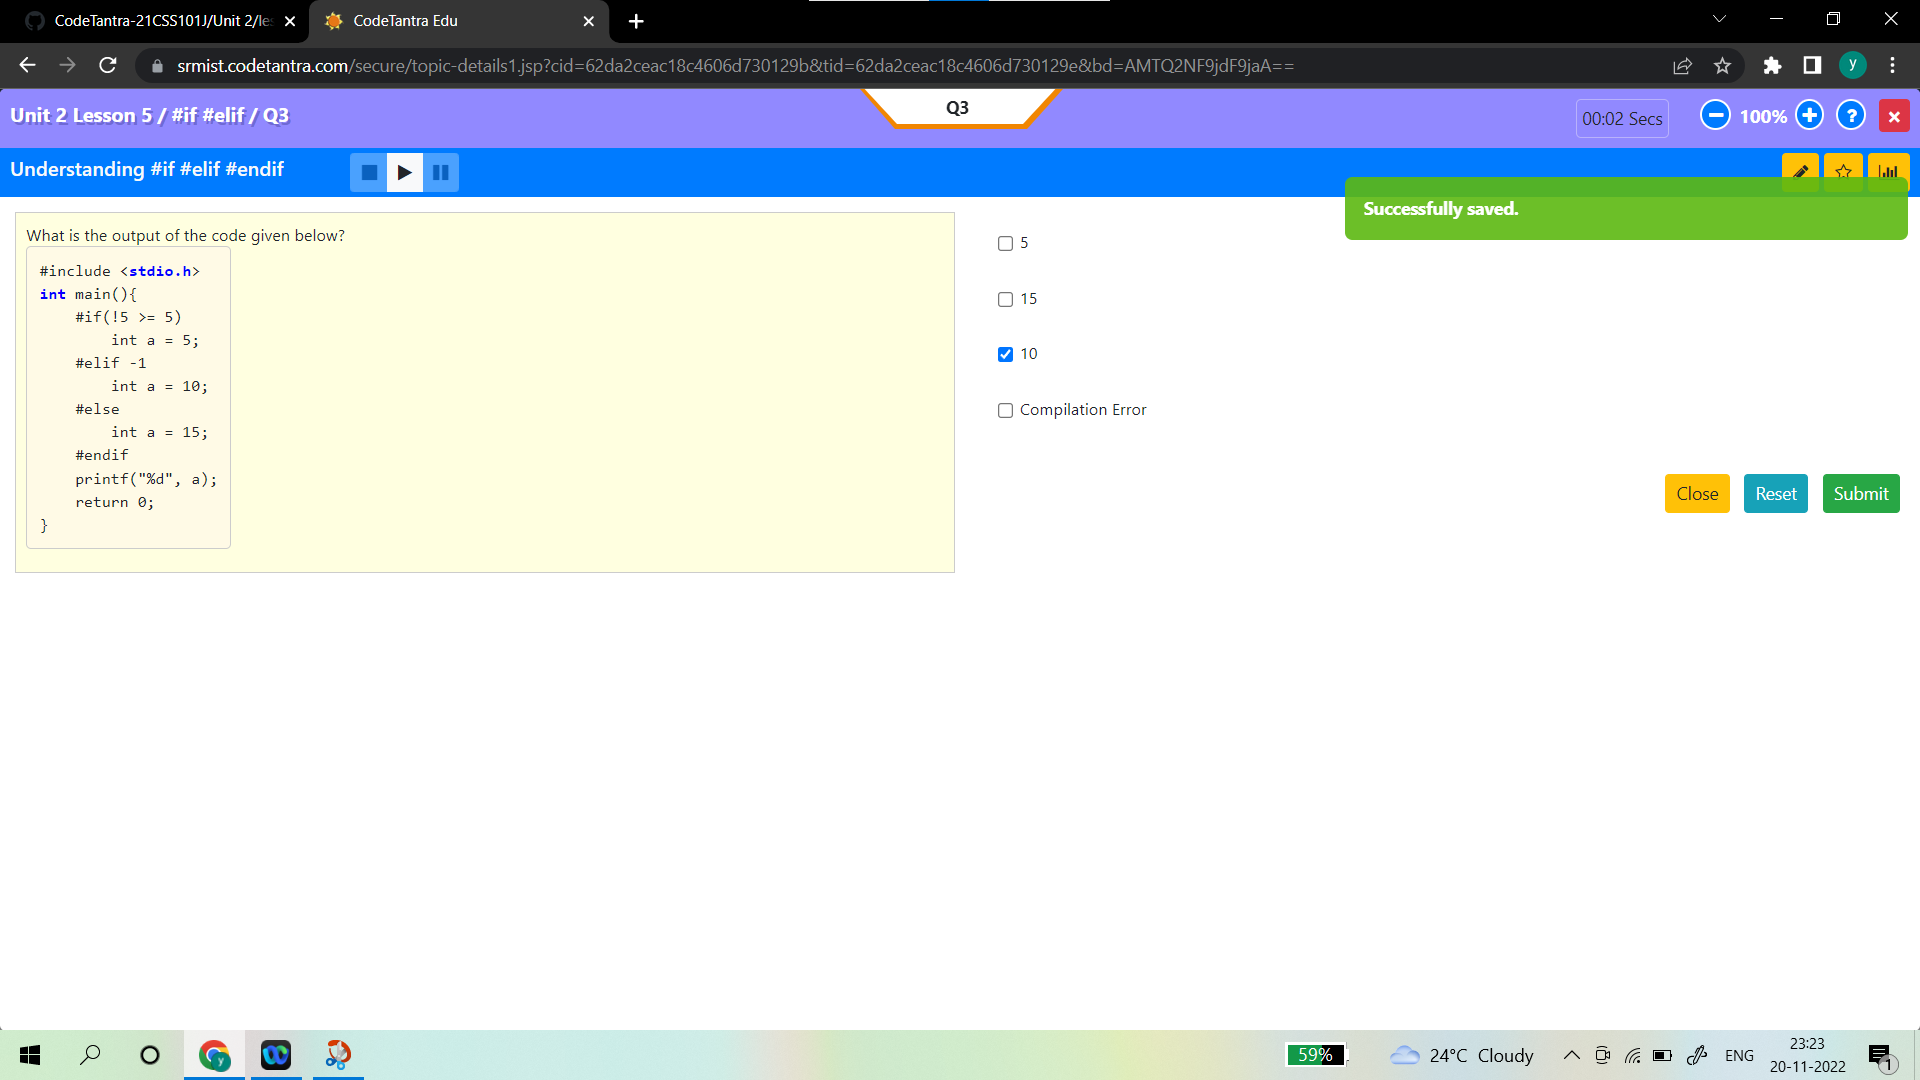 CodeTantra-21CSS101J/Unit 2/les
CodeTantra Edu
srmist.codetantra.com/secure/topic-details1.jsp?cid=62da2ceac18c4606d730129b&tid=62da2ceac18c4606d730129e&bd=AMTQ2NF9jdF9jaA==
y
Unit 2 Lesson 5 / #if #elif / Q3
Q3
00:02 Secs
100%
?
Understanding #if #elif #endif
Successfully saved.
What is the output of the code given below?
#include <stdio.h>
int main(){
#if(!5 >= 5)
int a = 5;
#elif -1
int a = 10;
#else
int a = 15;
#endif
printf("%d", a);
return 0;
}
5
15
10
Compilation Error
Close
Reset
Submit
y
59%
24°C Cloudy
ENG
23:23
20-11-2022
1